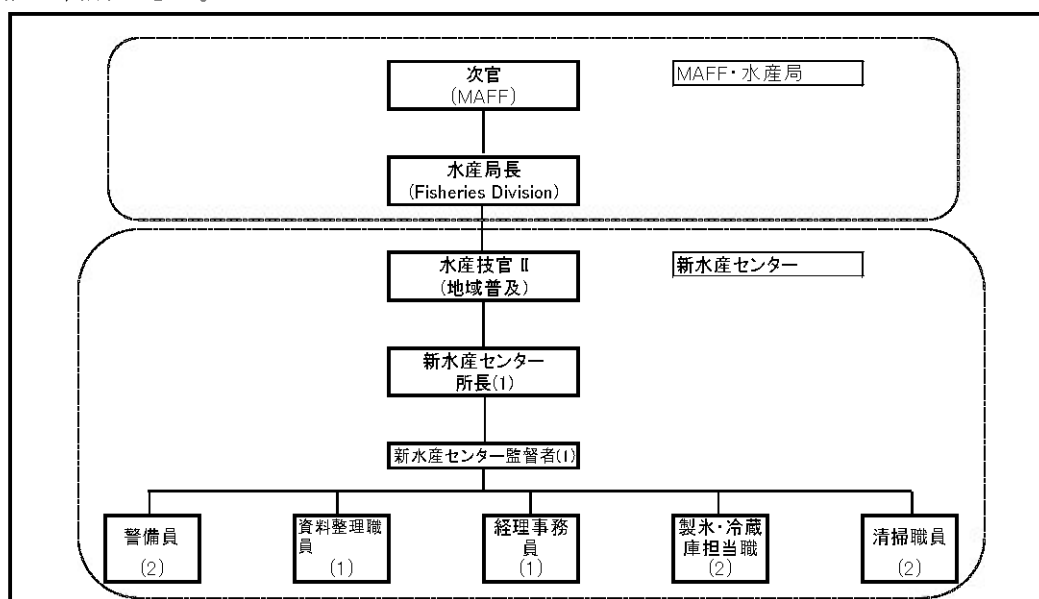 次官
(MAFF)
MAFF・水産局
水産局長
(Fisheries Division)
水産技官 Ⅱ
(地域普及)
新水産センター
新水産センター
所長(1)
新水産センター監督者(1)
警備員
(2)
資料整理職
員
(1)
経理事務
員
(1)
製氷・冷蔵
庫担当職
(2)
清掃職員
(2)